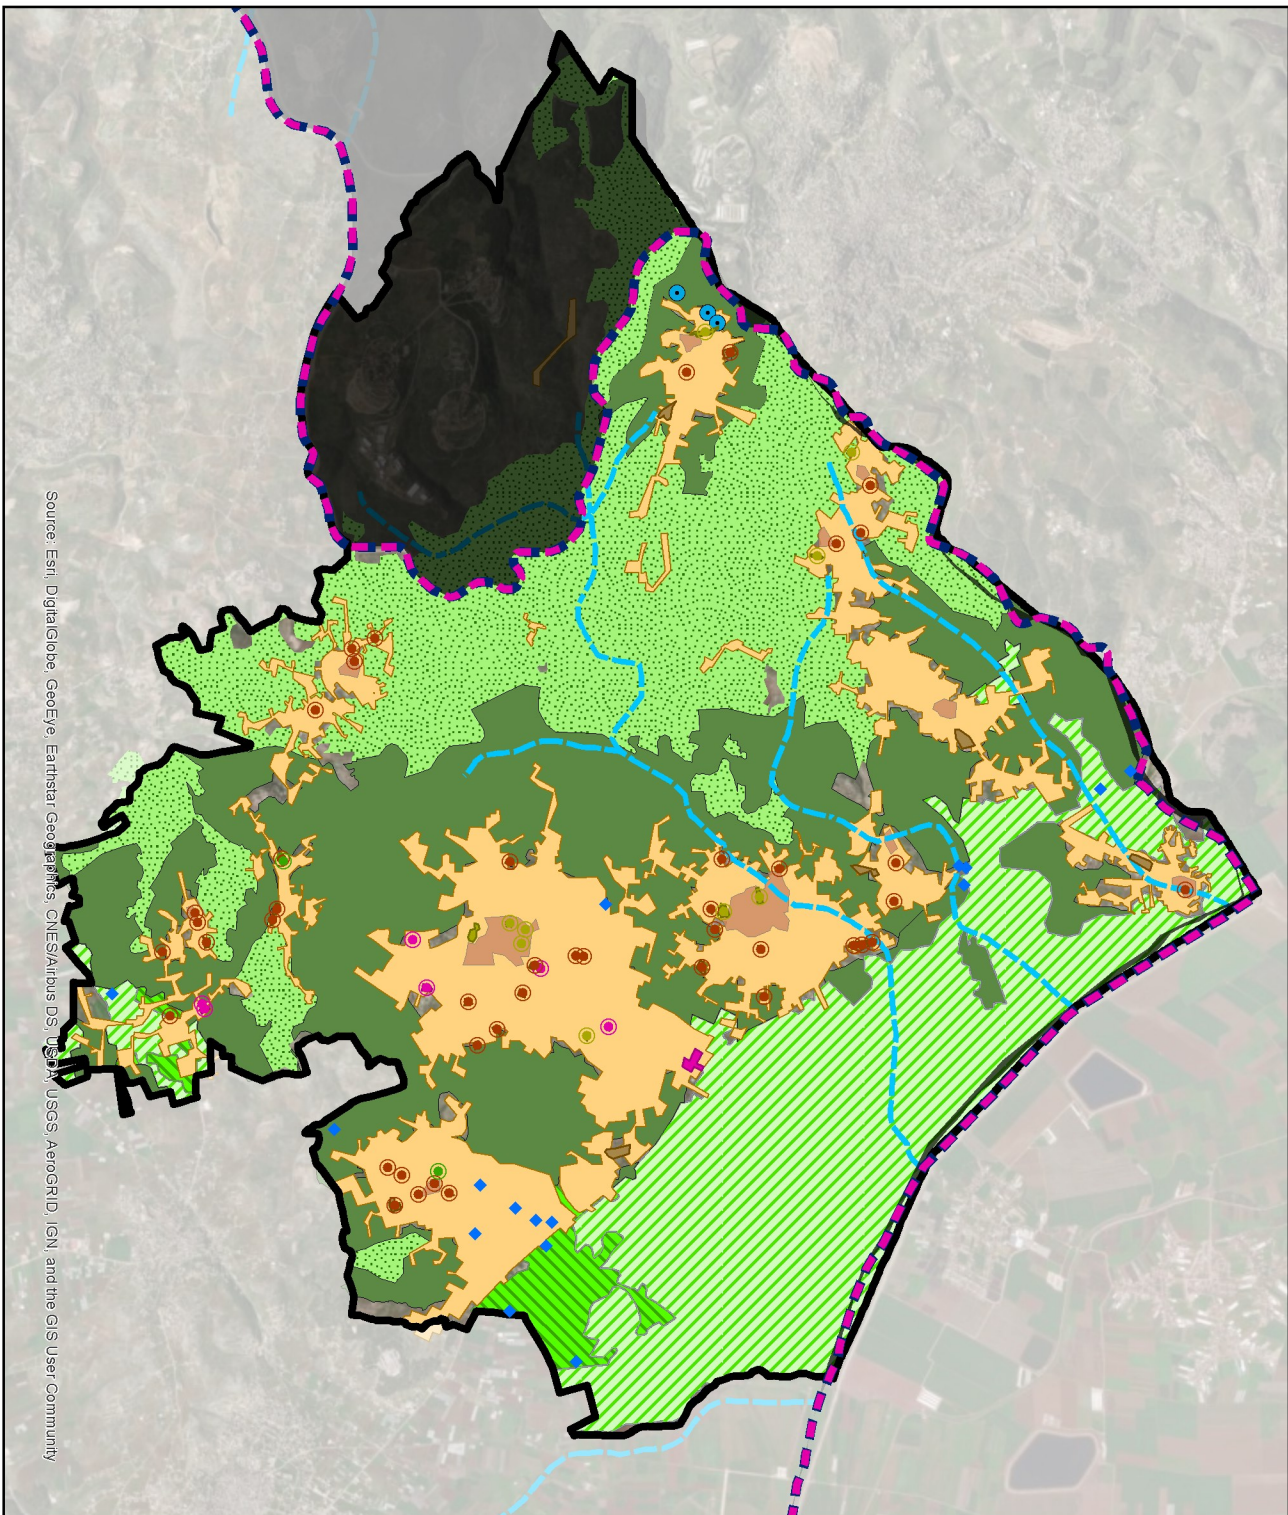 Source: Esri, DigitalGlobe, GeoEye, Earthstar Geographics, CNES/Airbus DS, USDA, USGS, AeroGRID, IGN, and the GIS User Community